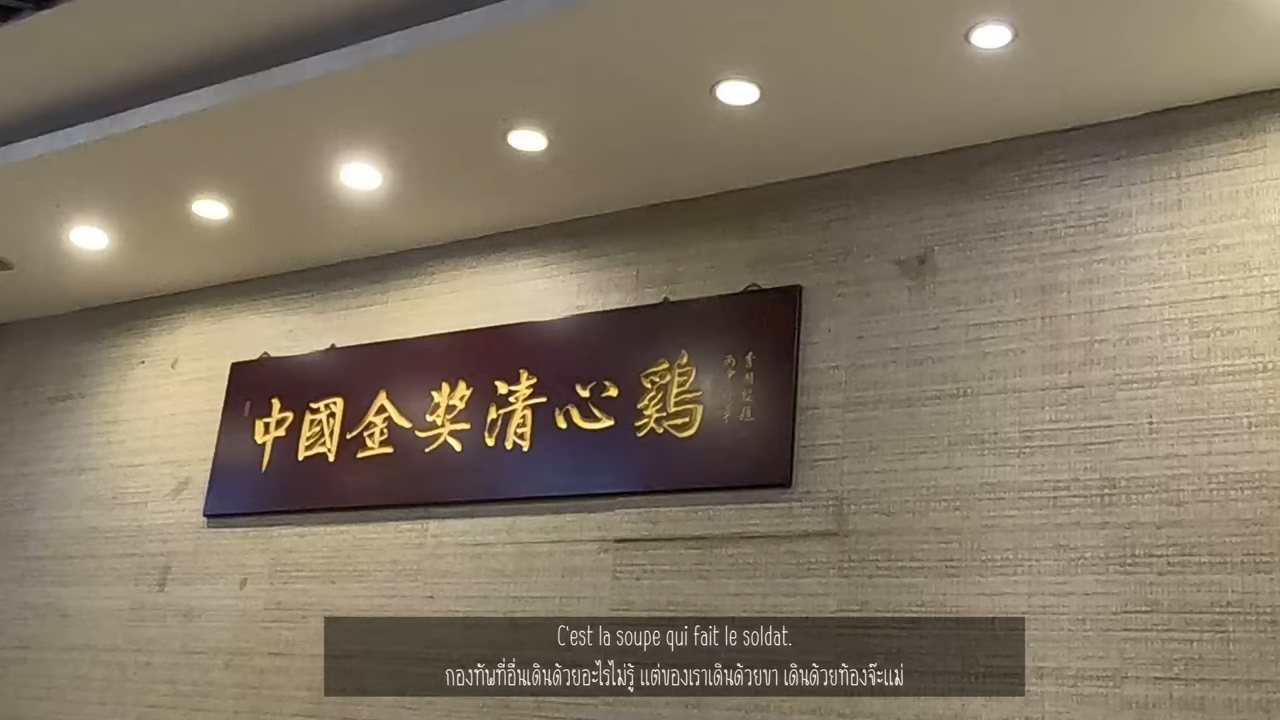 中國金奖清心鷄
C'est la soupe qui fait le soldat.
กองทัพที่อื่นเดินด้วยอะไรไม่รู้ แต่ของเราเดินด้วยขา เดินด้วยท้องจ๊ะแม่